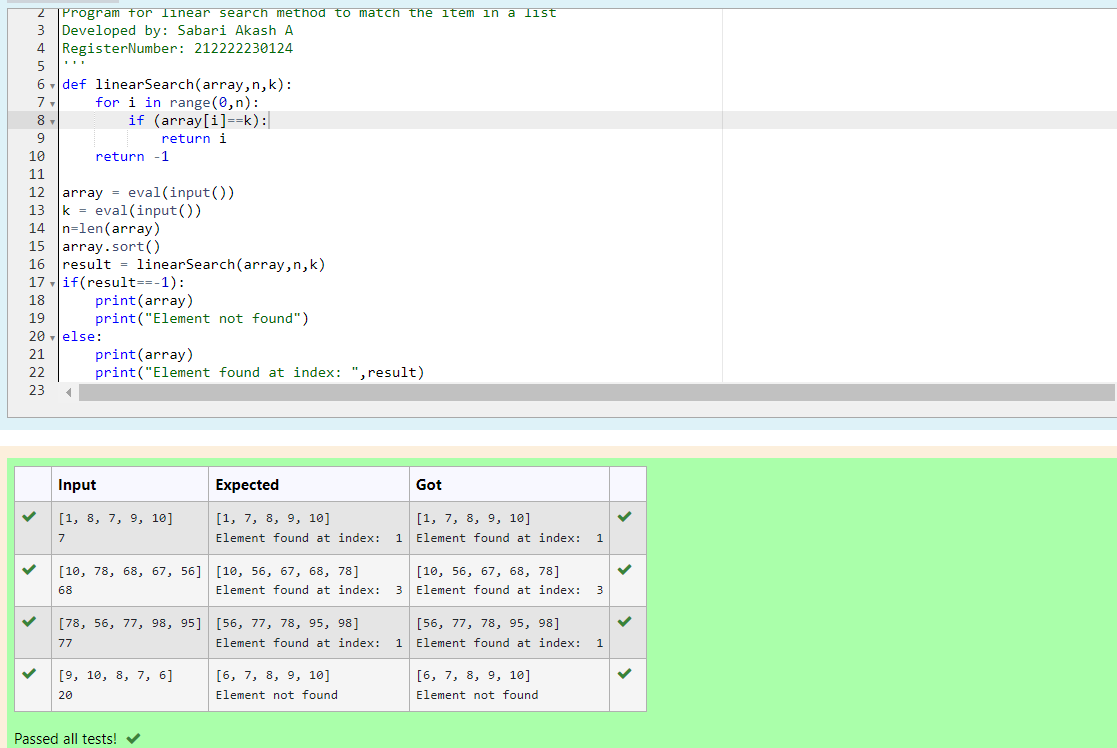 2 Program for linear search method to match the item in a list
3 Developed by: Sabari Akash A
4 RegisterNumber: 212222230124
5 '''
6 def linearSearch(array,n,k):
7     for i in range(0,n):
8         if (array[i]==k):
9             return i
10     return -1
11
12 array = eval(input())
13 k = eval(input())
14 n=len(array)
15 array.sort()
16 result = linearSearch(array,n,k)
17 if(result==-1):
18     print(array)
19     print("Element not found")
20 else:
21     print(array)
22     print("Element found at index: ",result)
23
Input Expected Got
[1, 8, 7, 9, 10] [1, 7, 8, 9, 10] [1, 7, 8, 9, 10]
7 Element found at index:  1 Element found at index:  1
[10, 78, 68, 67, 56] [10, 56, 67, 68, 78] [10, 56, 67, 68, 78]
68 Element found at index:  3 Element found at index:  3
[78, 56, 77, 98, 95] [56, 77, 78, 95, 98] [56, 77, 78, 95, 98]
77 Element found at index:  1 Element found at index:  1
[9, 10, 8, 7, 6] [6, 7, 8, 9, 10] [6, 7, 8, 9, 10]
20 Element not found Element not found
Passed all tests!